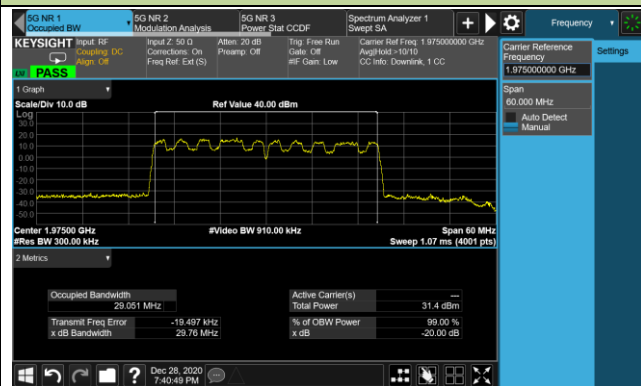 5G NR 1
Occupied BW
5G NR 2
Modulation Analysis
5G NR 3
Power Stat CCDF
Spectrum Analyzer 1
Swept SA
Frequency
KEYSIGHT
Input: RF
Coupling: DC
Align: Off
Input Z: 50 Ω
Corrections: On
Freq Ref: Ext (S)
Atten: 20 dB
Preamp: Off
Trig: Free Run
Gate: Off
#IF Gain: Low
Carrier Ref Freq: 1.975000000 GHz
Avg|Hold:>10/10
CC Info: Downlink, 1 CC
PASS
Carrier Reference
Frequency
1.975000000 GHz
Span
60.000 MHz
Auto Detect
Manual
Settings
1 Graph
Scale/Div 10.0 dB
Ref Value 40.00 dBm
Log
30.0
20.0
10.0
0.00
-10.0
-20.0
-30.0
-40.0
-50.0
Center 1.97500 GHz
#Video BW 910.00 kHz
Span 60 MHz
#Res BW 300.00 kHz
Sweep 1.07 ms (4001 pts)
2 Metrics
Occupied Bandwidth
29.051 MHz
Transmit Freq Error -19.497 kHz
x dB Bandwidth 29.76 MHz
Active Carrier(s) ---
Total Power 31.4 dBm
% of OBW Power 99.00 %
x dB -20.00 dB
Dec 28, 2020
7:40:49 PM